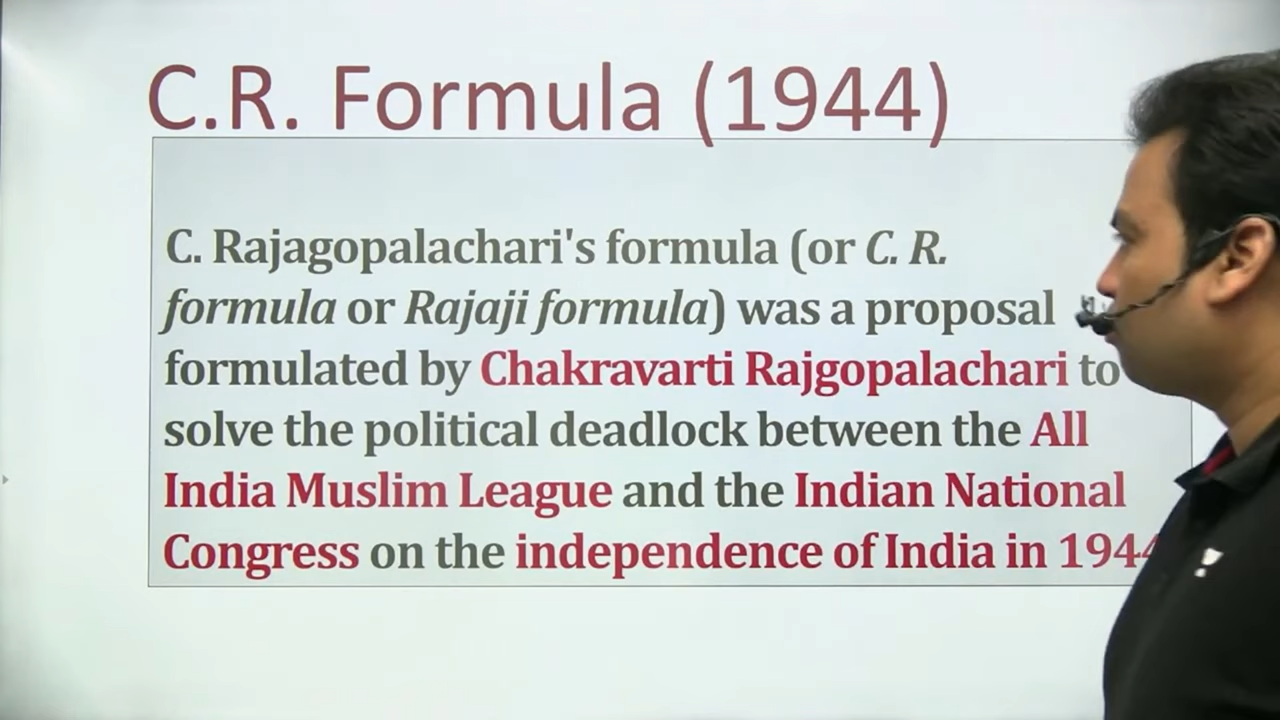 C.R. Formula (1944)
C. Rajagopalachari's formula (or C. R.
formula or Rajaji formula) was a proposal
formulated by Chakravarti Rajgopalachari to
solve the political deadlock between the All
India Muslim League and the Indian National
Congress on the independence of India in 1944